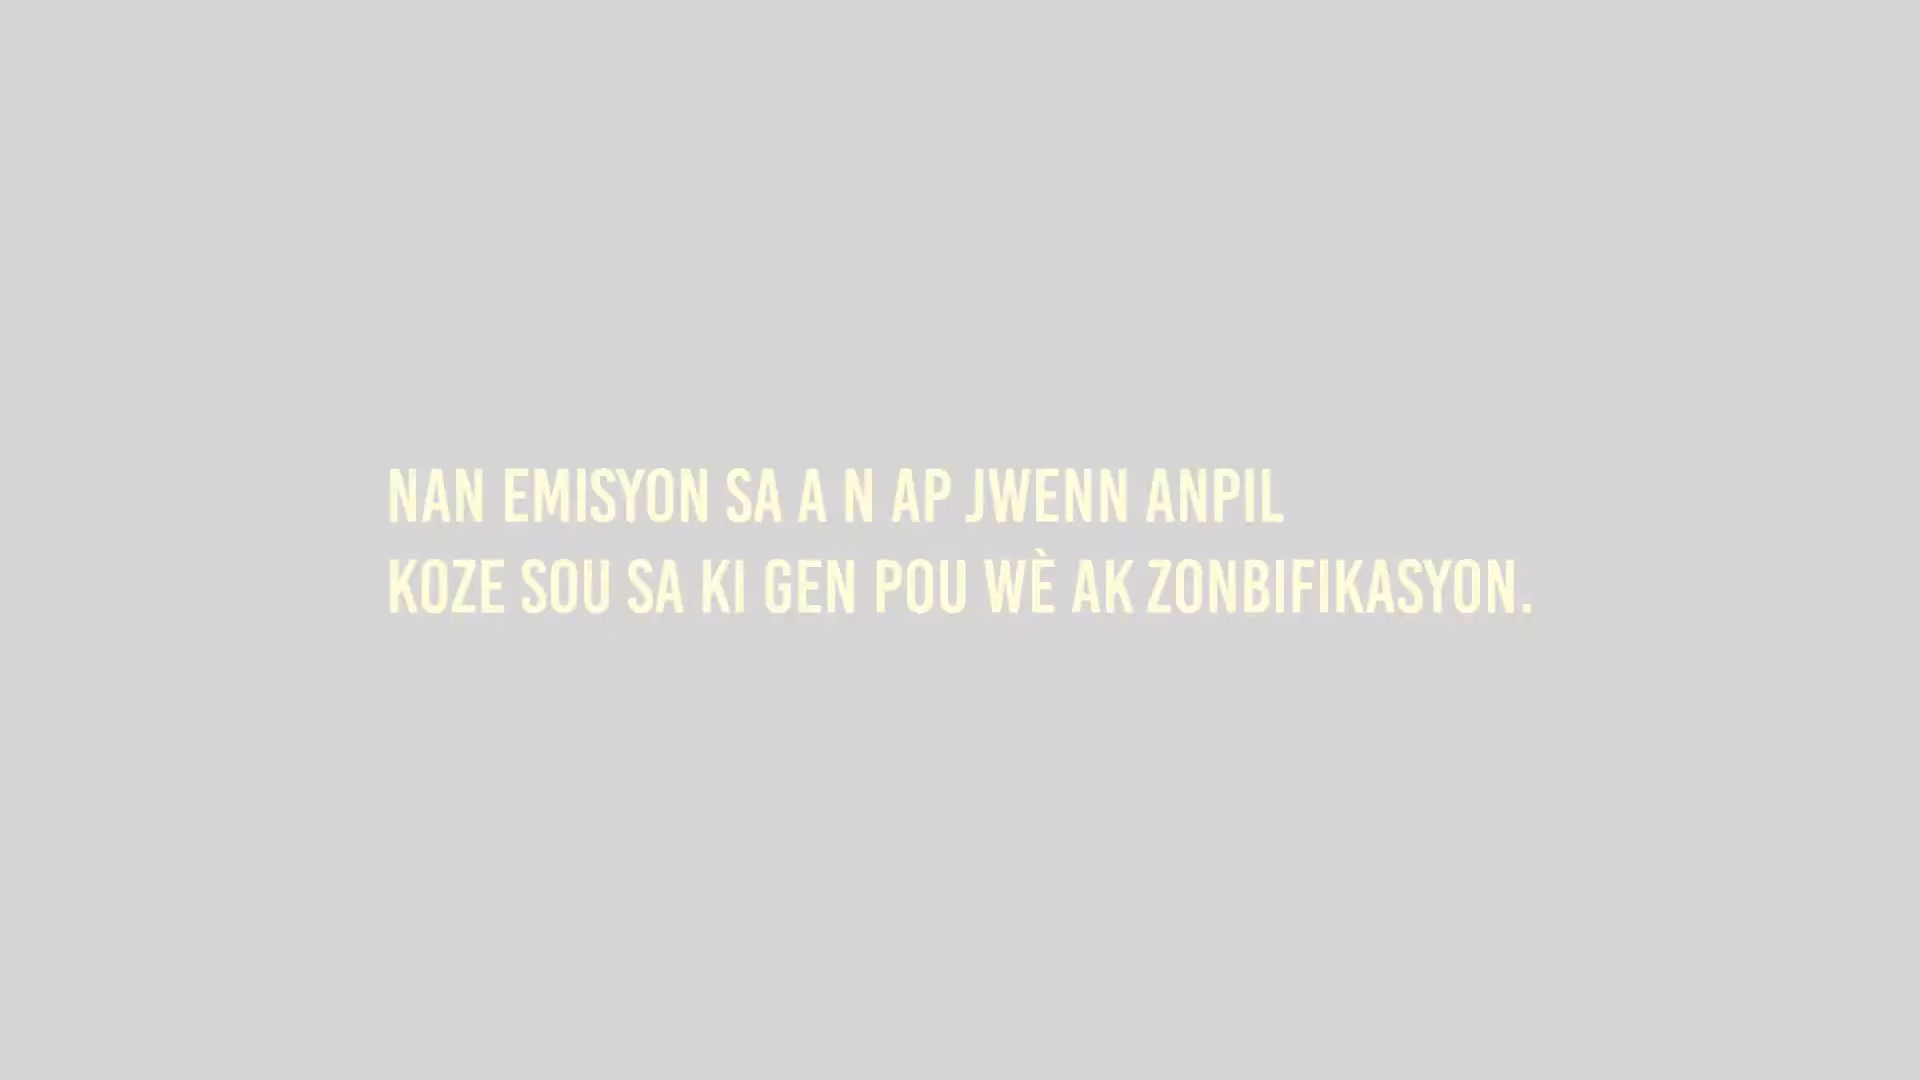 NAN EMISYON SA A N AP JWENN ANPIL
KOZE SOU SA KI GEN POU WÈ AK ZONBIFIKASYON.